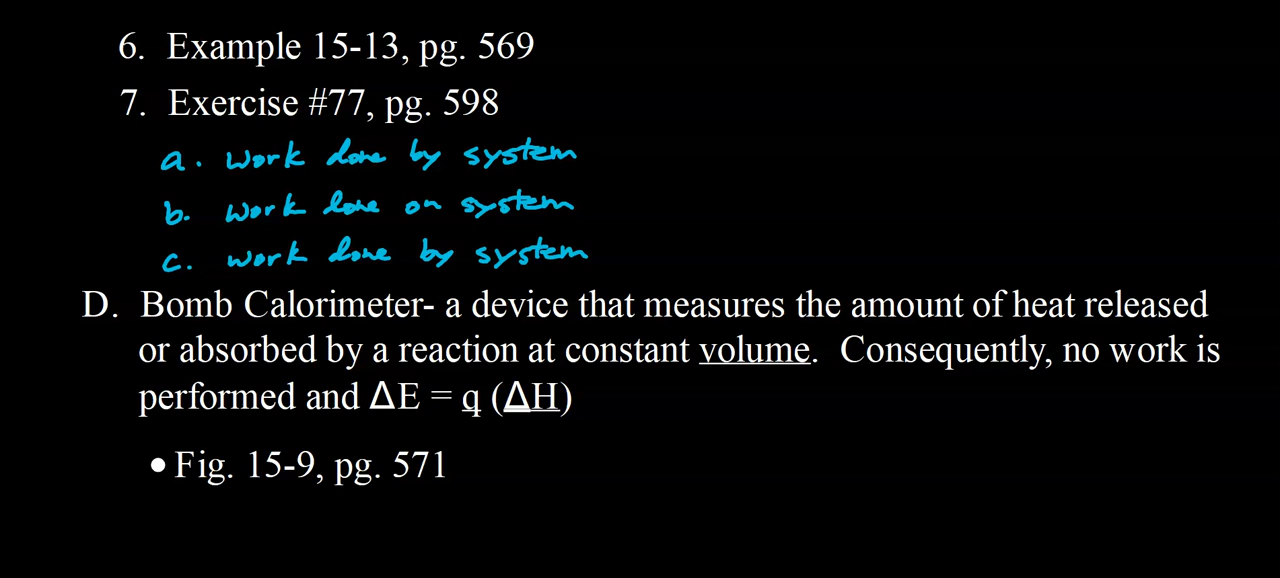 6. Example 15-13, pg. 569
7. Exercise #77, pg. 598
a. work done by system
b. work done on system
c. work done by system
D. Bomb Calorimeter- a device that measures the amount of heat released
or absorbed by a reaction at constant volume. Consequently, no work is
performed and ΔE = q (ΔH)
• Fig. 15-9, pg. 571